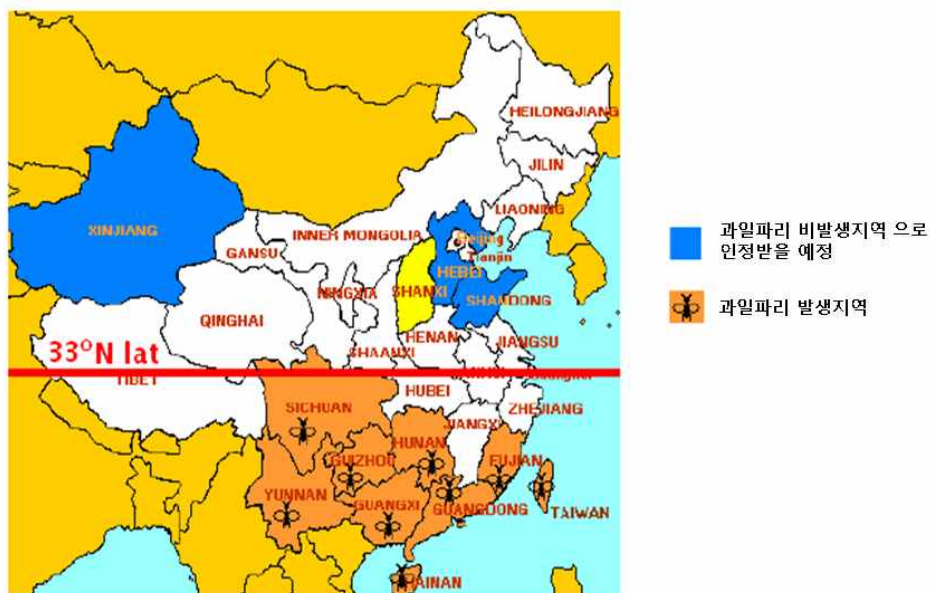 HEILONGJIANG
JILIN
LIAONING
XINJIANG
INNER MONGOLIA
Beijing
GANSU
Tianjin
HEBEI
NINGXIA
SHANXI
SHANDONG
QINGHAI
HENAN
JIANGSU
SHAANXI
33°N lat
TIBET
HUBEI
SICHUAN
ZHEJIANG
JIANGXI
HUNAN
GUIZHOU
FUJIAN
YUNNAN
GUANGXI
GUANGDONG
TAIWAN
HAINAN
과일파리 비발생지역 으로
인정받을 예정
과일파리 발생지역